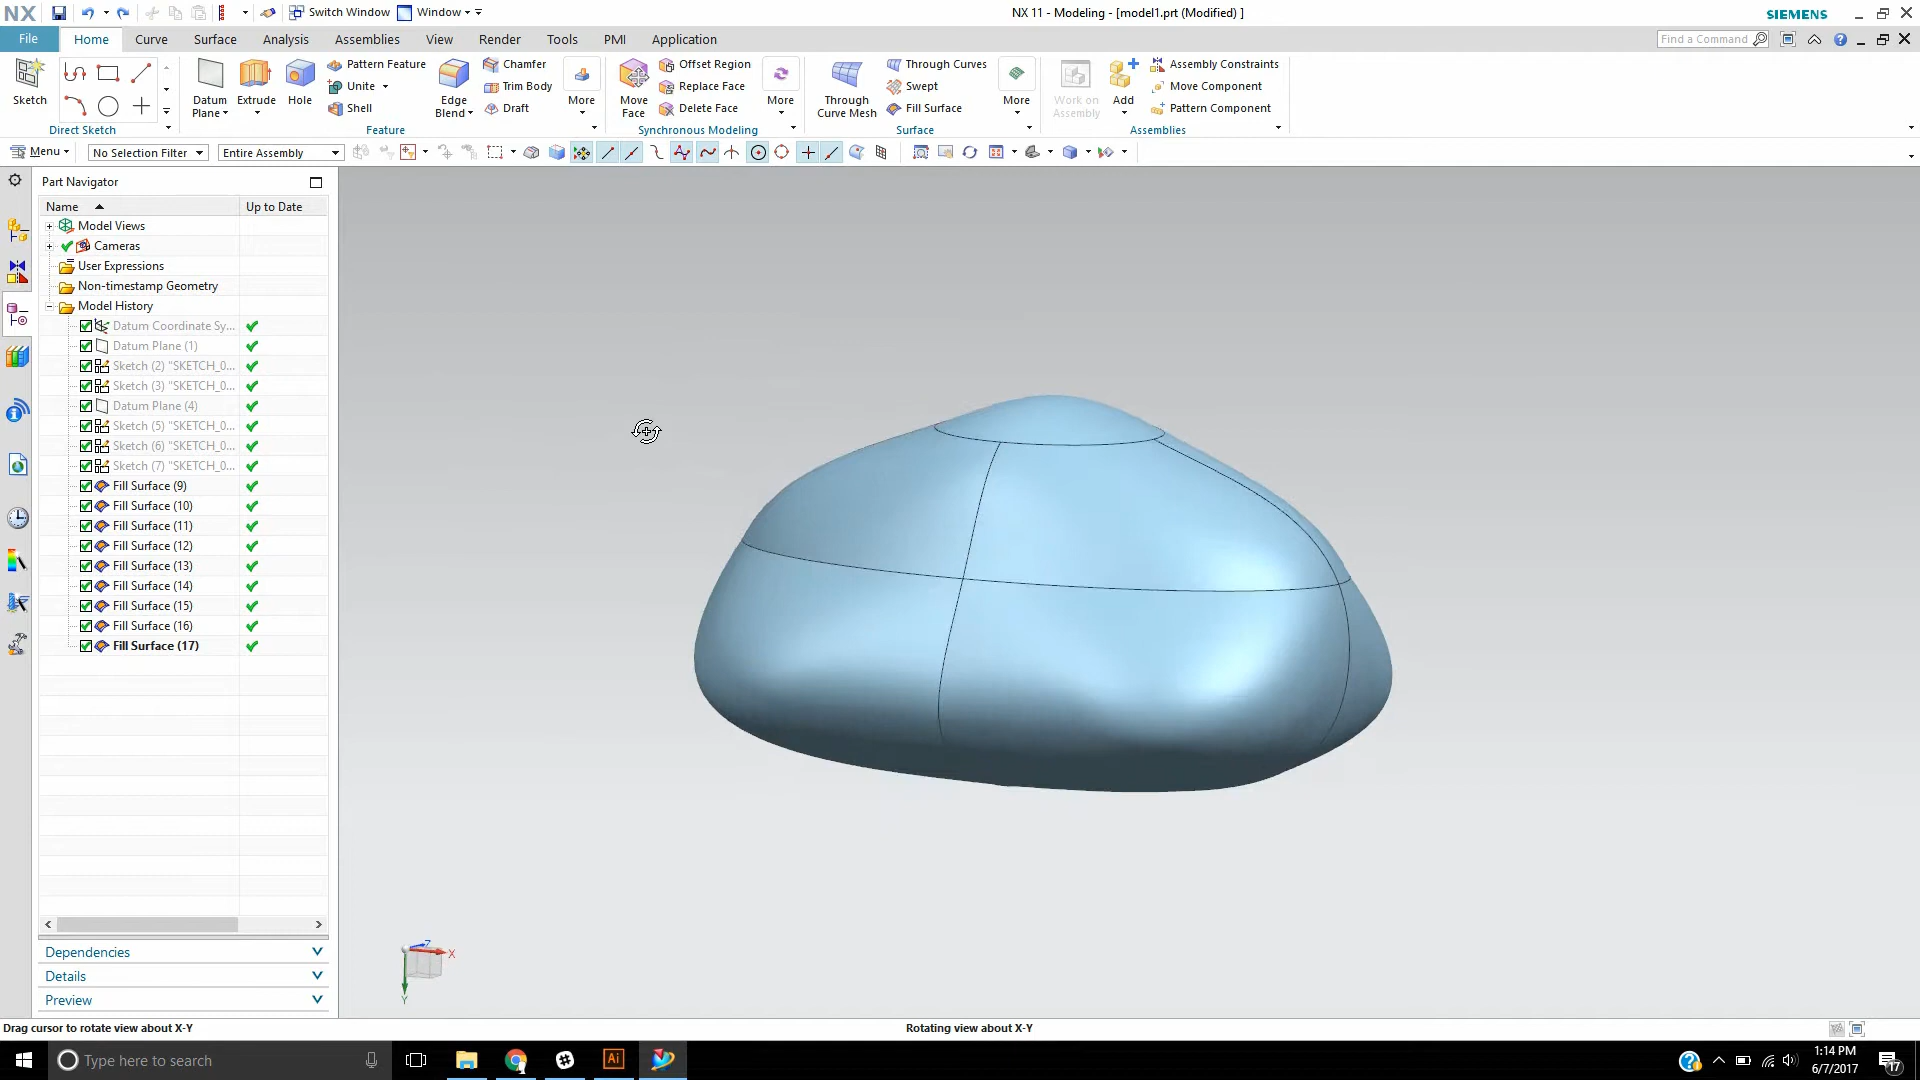 NX
Switch Window
Window
NX 11 - Modeling - [model1.prt (Modified) ]
SIEMENS
File
Home
Curve
Surface
Analysis
Assemblies
View
Render
Tools
PMI
Application
Find a Command
Sketch
Direct Sketch
Datum Plane
Extrude
Hole
Pattern Feature
Unite
Shell
Edge Blend
Chamfer
Trim Body
Draft
More
Feature
Move Face
Offset Region
Replace Face
Delete Face
More
Synchronous Modeling
Through Curve Mesh
Through Curves
Swept
Fill Surface
More
Surface
Work on Assembly
Add
Assembly Constraints
Move Component
Pattern Component
Assemblies
Menu
No Selection Filter
Entire Assembly
Part Navigator
Name
Up to Date
Model Views
Cameras
User Expressions
Non-timestamp Geometry
Model History
Datum Coordinate Sy...
Datum Plane (1)
Sketch (2) "SKETCH_0...
Sketch (3) "SKETCH_0...
Datum Plane (4)
Sketch (5) "SKETCH_0...
Sketch (6) "SKETCH_0...
Sketch (7) "SKETCH_0...
Fill Surface (9)
Fill Surface (10)
Fill Surface (11)
Fill Surface (12)
Fill Surface (13)
Fill Surface (14)
Fill Surface (15)
Fill Surface (16)
Fill Surface (17)
Dependencies
Details
Preview
Z
X
Y
Drag cursor to rotate view about X-Y
Rotating view about X-Y
Type here to search
Ai
1:14 PM
6/7/2017
17